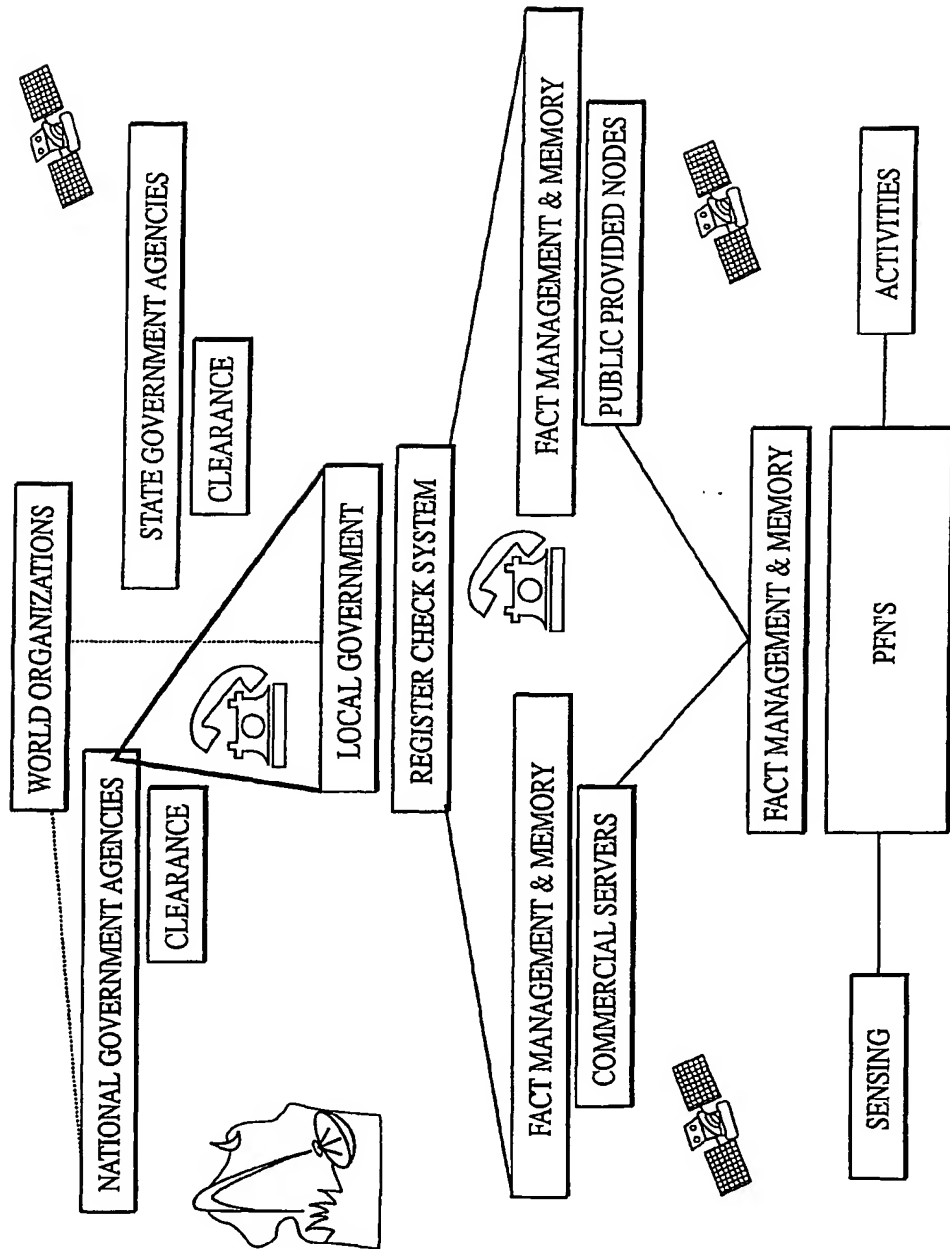 WORLD ORGANIZATIONS
NATIONAL GOVERNMENT AGENCIES
STATE GOVERNMENT AGENCIES
CLEARANCE
CLEARANCE
LOCAL GOVERNMENT
REGISTER CHECK SYSTEM
FACT MANAGEMENT & MEMORY
FACT MANAGEMENT & MEMORY
COMMERCIAL SERVERS
PUBLIC PROVIDED NODES
FACT MANAGEMENT & MEMORY
SENSING
PFN'S
ACTIVITIES